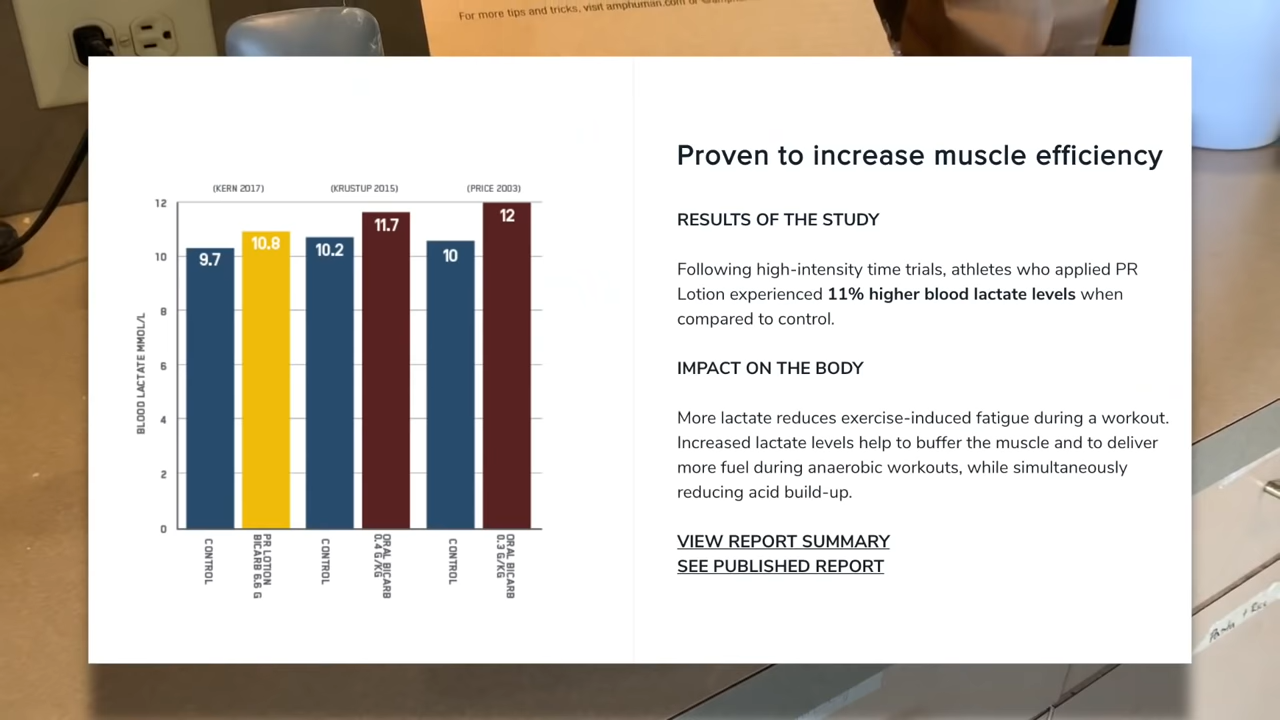 For more tips and tricks, visit amphuman.com or
Proven to increase muscle efficiency
RESULTS OF THE STUDY
Following high-intensity time trials, athletes who applied PR
Lotion experienced 11% higher blood lactate levels when
compared to control.
IMPACT ON THE BODY
More lactate reduces exercise-induced fatigue during a workout.
Increased lactate levels help to buffer the muscle and to deliver
more fuel during anaerobic workouts, while simultaneously
reducing acid build-up.
VIEW REPORT SUMMARY
SEE PUBLISHED REPORT
(KERN 2017) (KRUSTUP 2015) (PRICE 2003)
BLOOD LACTATE MMOL/L
12
10
8
6
4
2
0
9.7 10.8 10.2 11.7 10 12
CONTROL
PR LOTION
BICARB 6.6 G
CONTROL
ORAL BICARB
0.4 G/KG
CONTROL
ORAL BICARB
0.3 G/KG